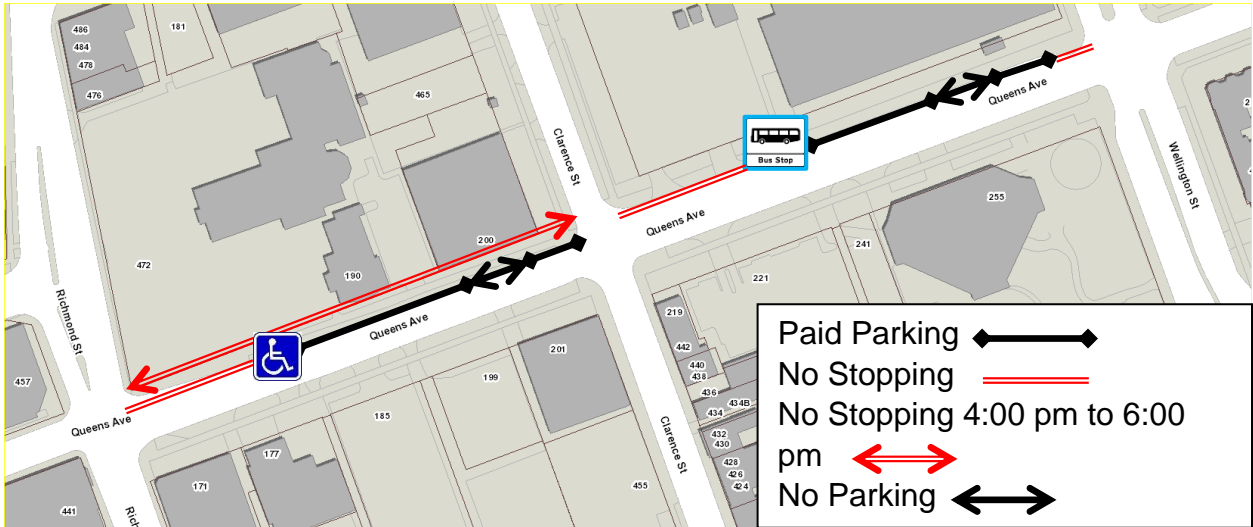 486
484
478
476
181
465
Clarence St
Queens Ave
Bus Stop
Wellington St
Queens Ave
255
241
221
472
190
200
Queens Ave
Richmond St
457
Queens Ave
441
171
177
185
199
201
455
Clarence St
219
442
440
438
436
434
434B
432
430
428
426
424
Paid Parking
No Stopping
No Stopping 4:00 pm to 6:00
pm
No Parking